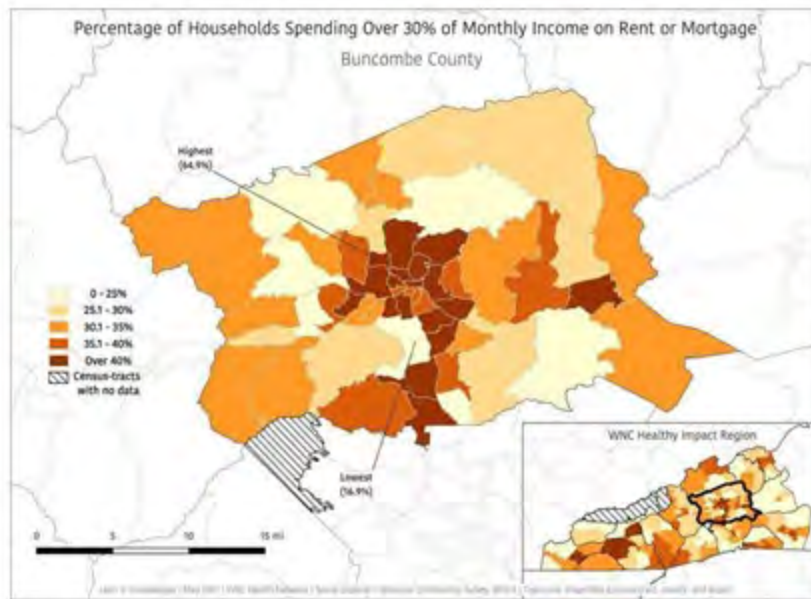 Percentage of Households Spending Over 30% of Monthly Income on Rent or Mortgage
Buncombe County
Highest
(64.9%)
0 - 25%
25.1 - 30%
30.1 - 35%
35.1 - 40%
Over 40%
Census-tracts
with no data
Lowest
(16.9%)
WNC Healthy Impact Region
0 5 10 15 mi